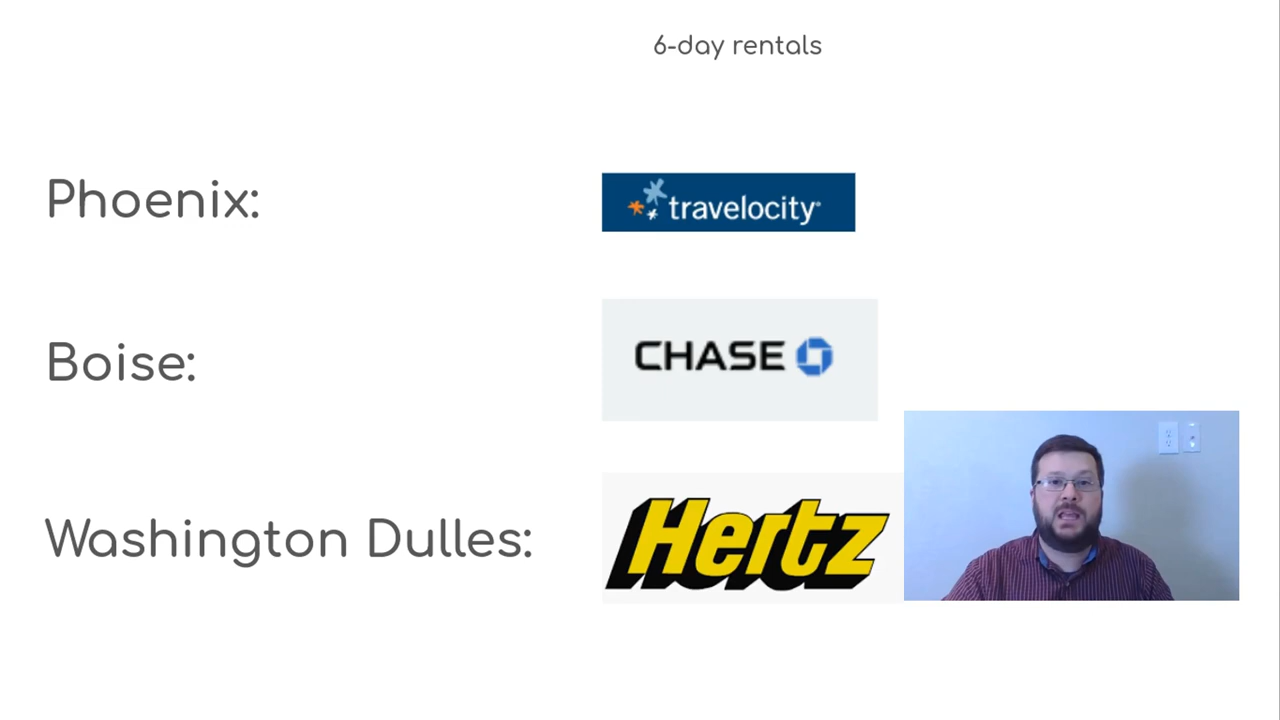 6-day rentals
Phoenix:
travelocity®
Boise:
CHASE
Washington Dulles:
Hertz